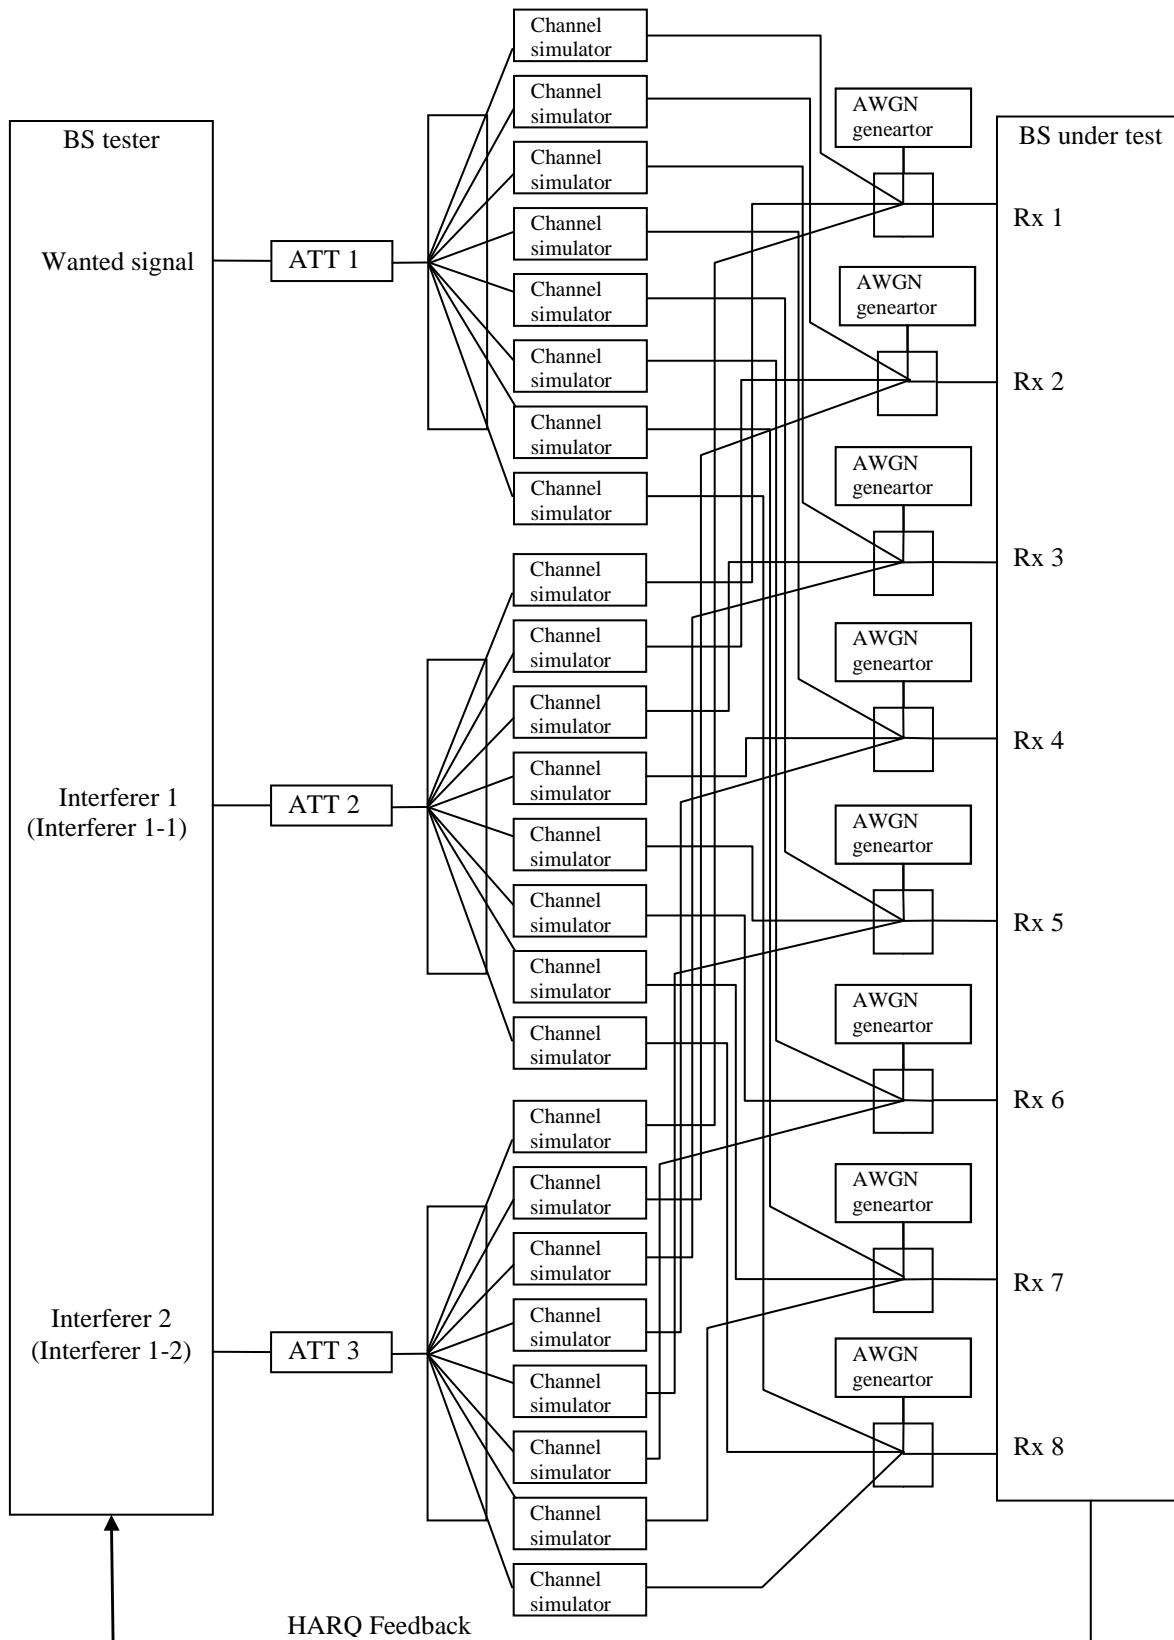 BS tester
Wanted signal
Interferer 1
(Interferer 1-1)
Interferer 2
(Interferer 1-2)
ATT 1
ATT 2
ATT 3
Channel
simulator
Channel
simulator
Channel
simulator
Channel
simulator
Channel
simulator
Channel
simulator
Channel
simulator
Channel
simulator
Channel
simulator
Channel
simulator
Channel
simulator
Channel
simulator
Channel
simulator
Channel
simulator
Channel
simulator
Channel
simulator
Channel
simulator
Channel
simulator
Channel
simulator
Channel
simulator
Channel
simulator
Channel
simulator
Channel
simulator
Channel
simulator
AWGN
geneartor
AWGN
geneartor
AWGN
geneartor
AWGN
geneartor
AWGN
geneartor
AWGN
geneartor
AWGN
geneartor
AWGN
geneartor
BS under test
Rx 1
Rx 2
Rx 3
Rx 4
Rx 5
Rx 6
Rx 7
Rx 8
HARQ Feedback